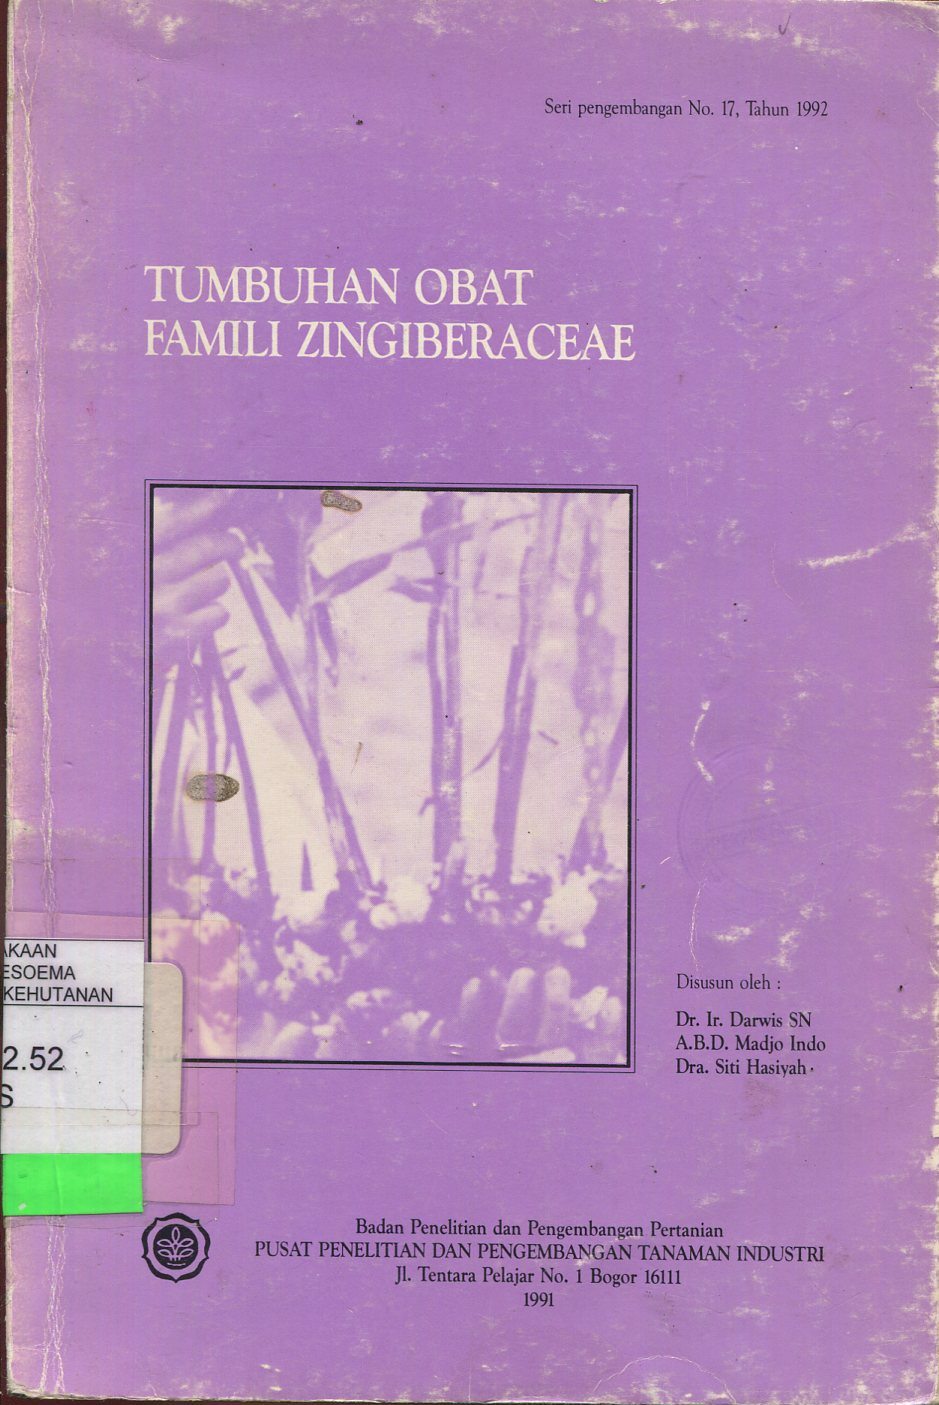 Seri pengembangan No. 17, Tahun 1992
TUMBUHAN OBAT
FAMILI ZINGIBERACEAE
AKAAN
ESOEMA
KEHUTANAN
2.52
S
Disusun oleh :
Dr. Ir. Darwis SN
A.B.D. Madjo Indo
Dra. Siti Hasiyah
Badan Penelitian dan Pengembangan Pertanian
PUSAT PENELITIAN DAN PENGEMBANGAN TANAMAN INDUSTRI
Jl. Tentara Pelajar No. 1 Bogor 16111
1991